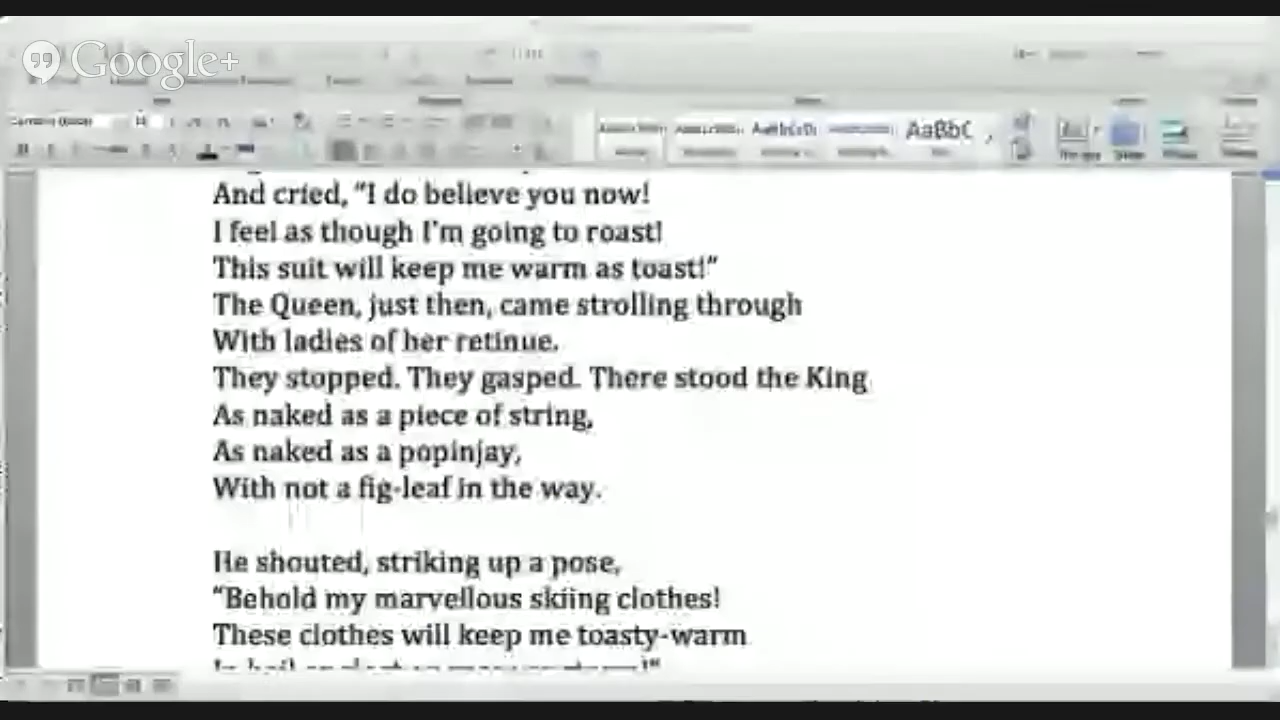 Google+
AaBbC
And cried, “I do believe you now!
I feel as though I'm going to roast!
This suit will keep me warm as toast!”
The Queen, just then, came strolling through
With ladies of her retinue.
They stopped. They gasped. There stood the King
As naked as a piece of string,
As naked as a popinjay,
With not a fig-leaf in the way.
He shouted, striking up a pose,
“Behold my marvellous skiing clothes!
These clothes will keep me toasty-warm